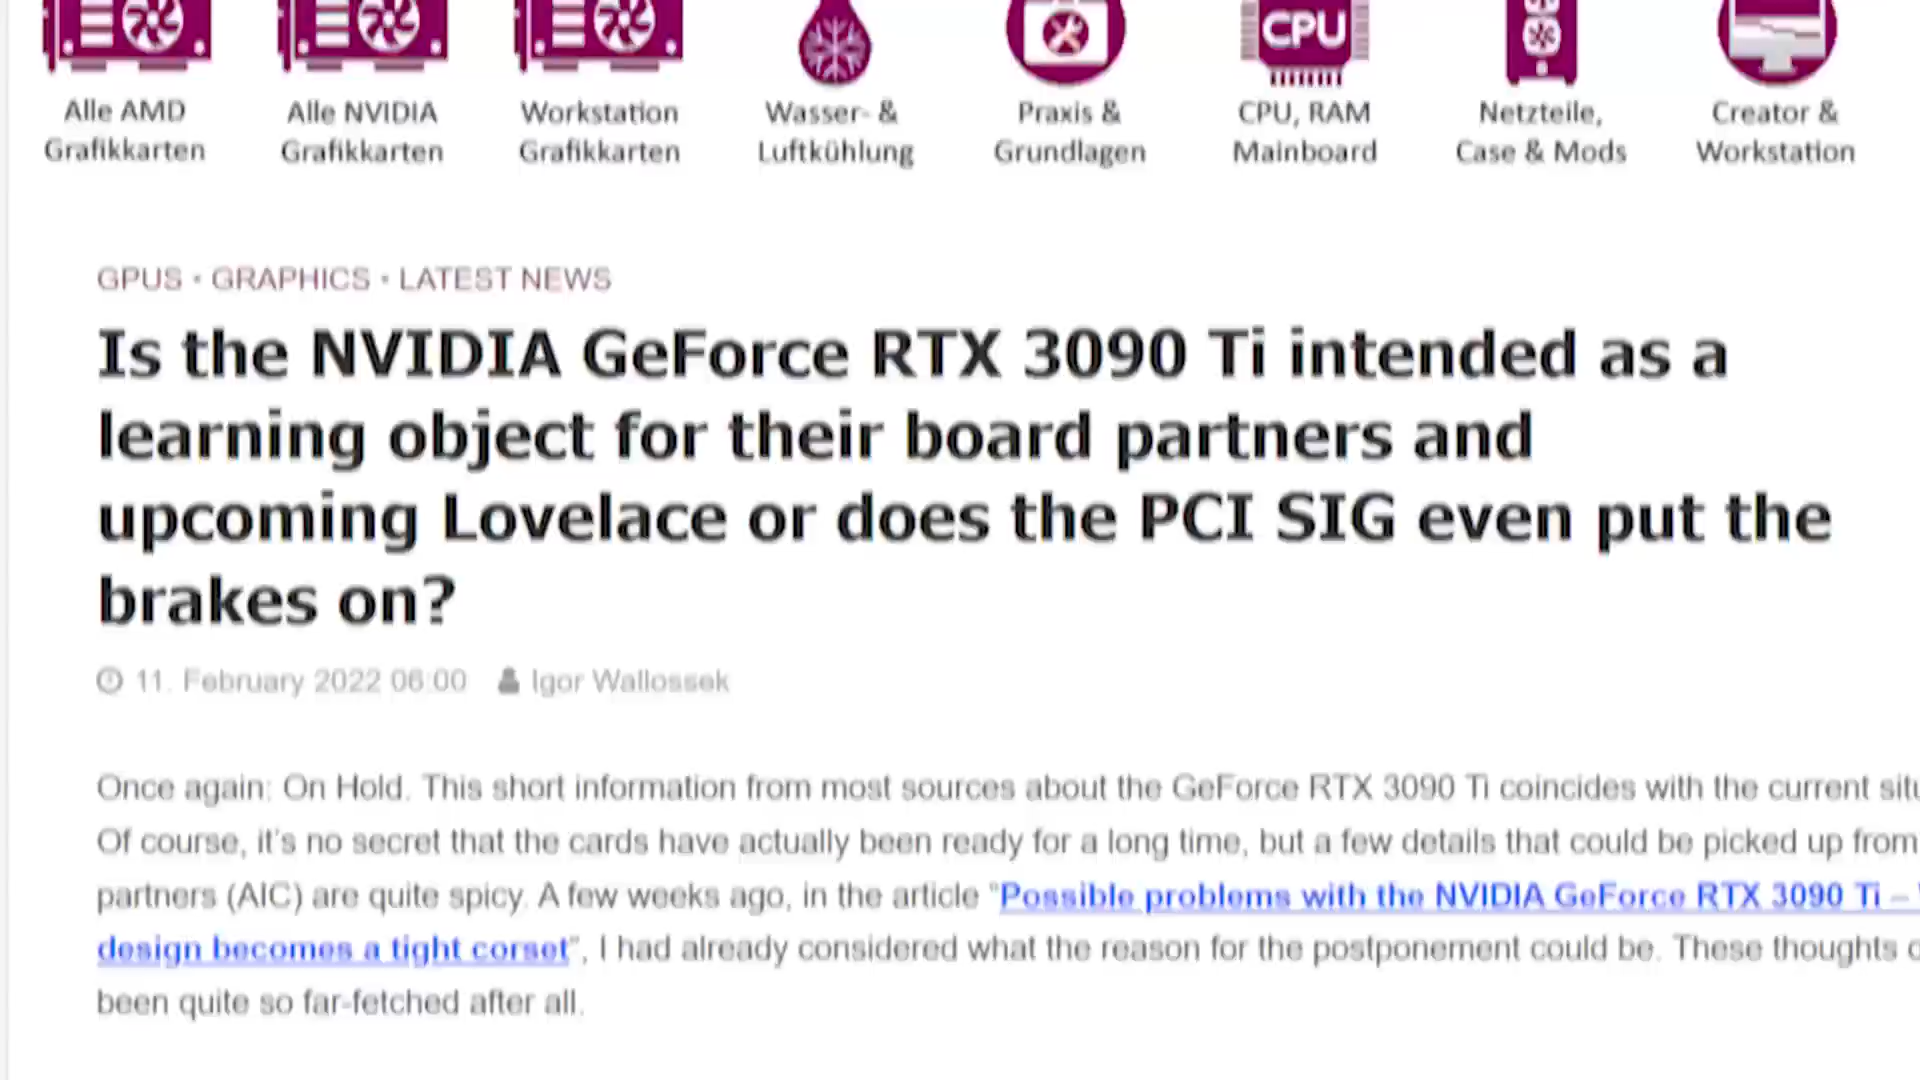 Alle AMD
Grafikkarten
Alle NVIDIA
Grafikkarten
Workstation
Grafikkarten
Wasser- &
Luftkühlung
Praxis &
Grundlagen
CPU
CPU, RAM
Mainboard
Netzteile,
Case & Mods
Creator &
Workstation
GPUS • GRAPHICS • LATEST NEWS
Is the NVIDIA GeForce RTX 3090 Ti intended as a
learning object for their board partners and
upcoming Lovelace or does the PCI SIG even put the
brakes on?
11. February 2022 06:00 Igor Wallossek
Once again: On Hold. This short information from most sources about the GeForce RTX 3090 Ti coincides with the current
Of course, it's no secret that the cards have actually been ready for a long time, but a few details that could be picked up from
partners (AIC) are quite spicy. A few weeks ago, in the article "Possible problems with the NVIDIA GeForce RTX 3090 Ti –
design becomes a tight corset", I had already considered what the reason for the postponement could be. These thoughts
been quite so far-fetched after all.